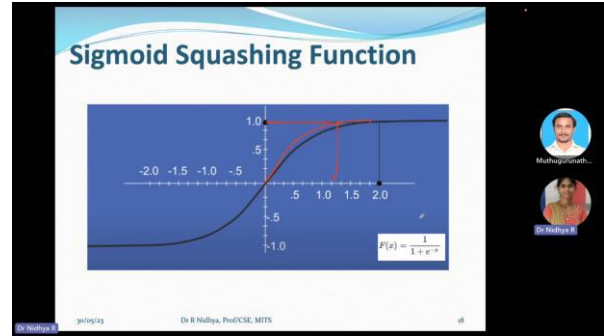 Sigmoid Squashing Function
1.0
.5
-2.0 -1.5 -1.0 -.5
.5 1.0 1.5 2.0
-.5
-1.0
F(x) = 1 / (1 + e⁻ˣ)
Muthugurunath...
Dr Nidhya R
30/05/23 Dr R Nidhya, Prof/CSE, MITS 18
Dr Nidhya R